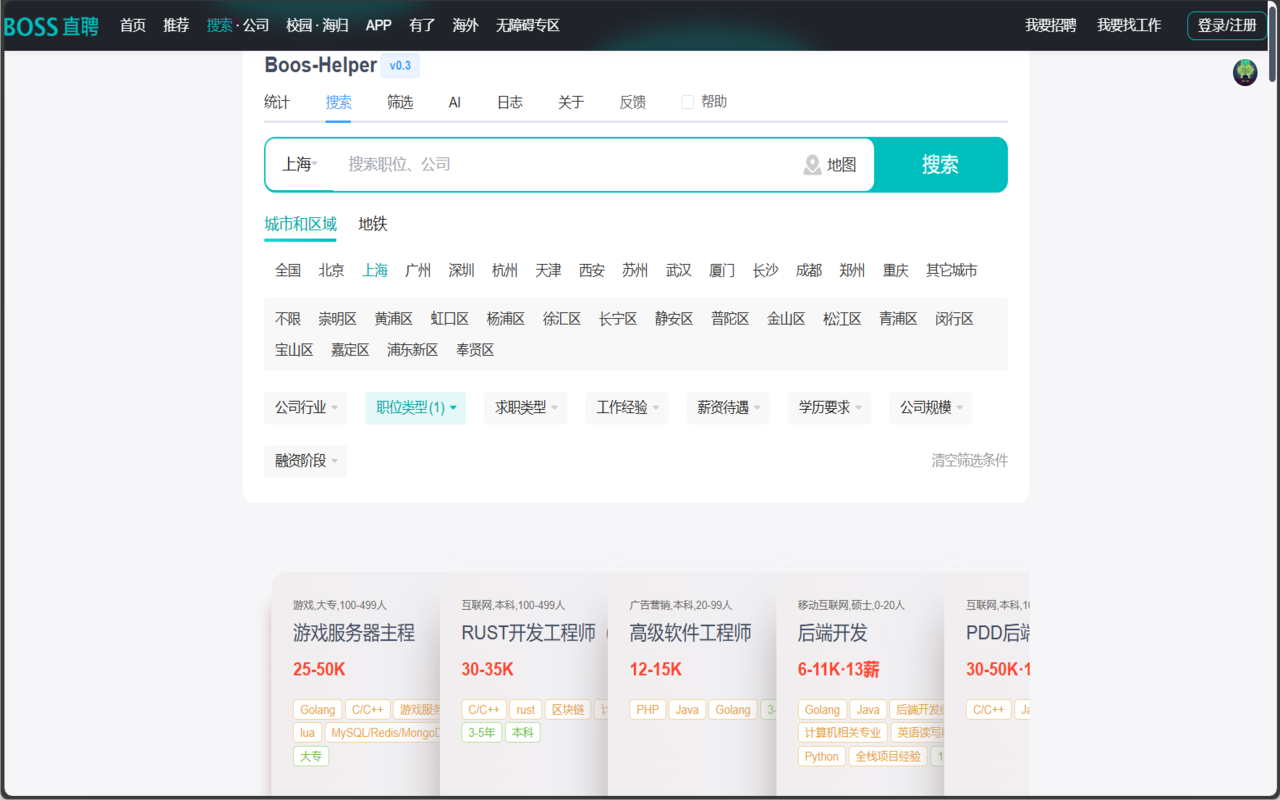 BOSS 直聘 首页 推荐 搜索·公司 校园·海归 APP 有了 海外 无障碍专区 我要招聘 我要找工作 登录/注册
Boos-Helper v0.3
统计 搜索 筛选 AI 日志 关于 反馈 帮助
上海 搜索职位、公司 地图 搜索
城市和区域 地铁
全国 北京 上海 广州 深圳 杭州 天津 西安 苏州 武汉 厦门 长沙 成都 郑州 重庆 其它城市
不限 崇明区 黄浦区 虹口区 杨浦区 徐汇区 长宁区 静安区 普陀区 金山区 松江区 青浦区 闵行区
宝山区 嘉定区 浦东新区 奉贤区
公司行业 职位类型(1) 求职类型 工作经验 薪资待遇 学历要求 公司规模
融资阶段 清空筛选条件
游戏,大专,100-499人
游戏服务器主程
25-50K
Golang C/C++ 游戏服务
lua MySQL/Redis/MongoD
大专
互联网,本科,100-499人
RUST开发工程师
30-35K
C/C++ rust 区块链
3-5年 本科
广告营销,本科,20-99人
高级软件工程师
12-15K
PHP Java Golang 3-
移动互联网,硕士,0-20人
后端开发
6-11K·13薪
Golang Java 后端开发
计算机相关专业 英语读写
Python 全栈项目经验 1
互联网,本科,10
PDD后端
30-50K·1
C/C++ Ja